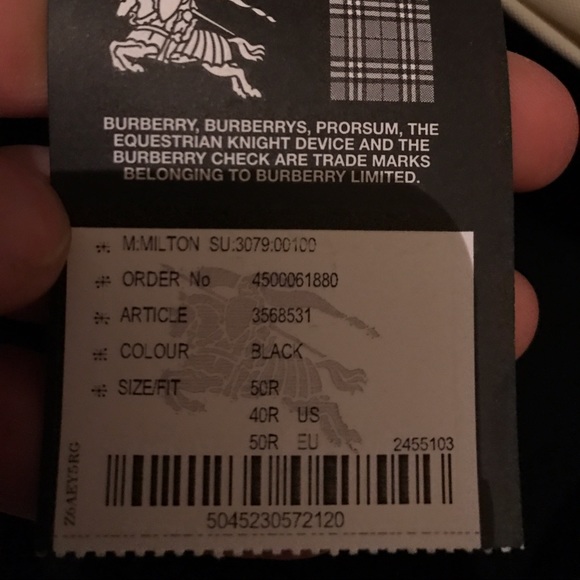 BURBERRY, BURBERRYS, PRORSUM, THE
EQUESTRIAN KNIGHT DEVICE AND THE
BURBERRY CHECK ARE TRADE MARKS
BELONGING TO BURBERRY LIMITED.
M:MILTON SU:3079:00100
ORDER No 4500061880
ARTICLE 3568531
COLOUR BLACK
SIZE/FIT 50R
40R US
50R EU 2455103
5045230572120
Z6AEY5RG